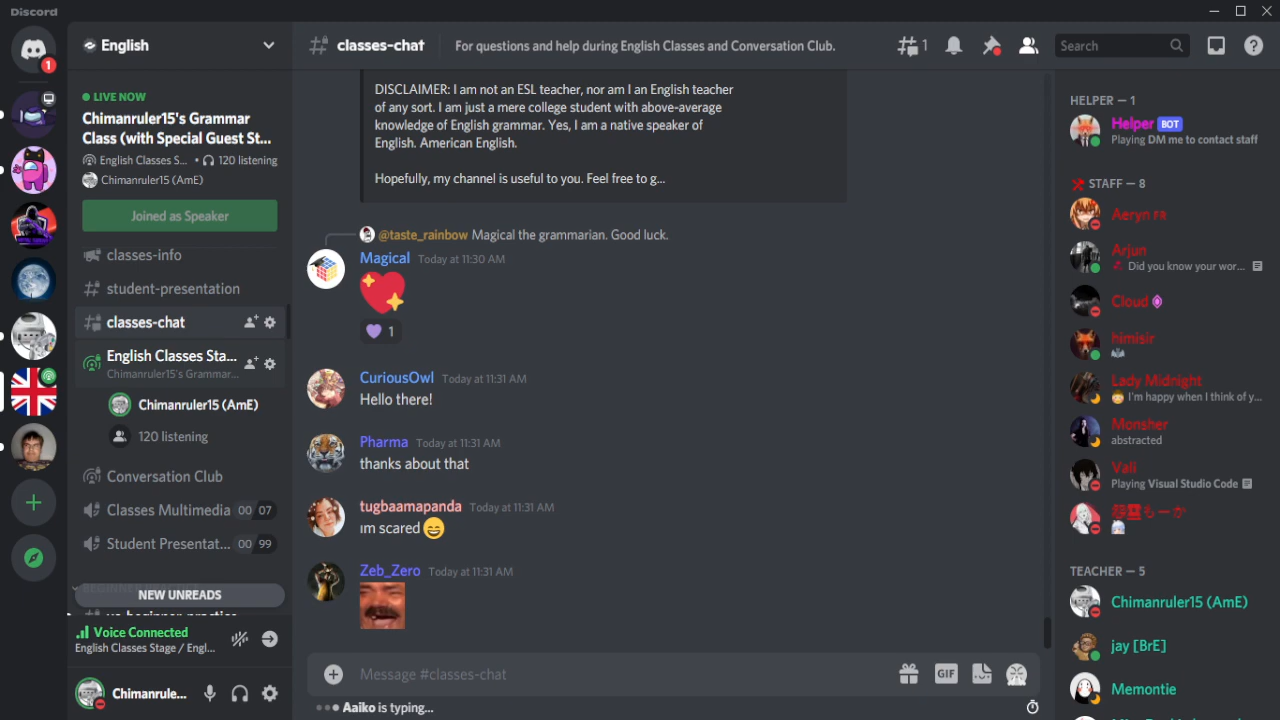 Discord
English
classes-chat
For questions and help during English Classes and Conversation Club.
1
Search
1
LIVE NOW
Chimanruler15's Grammar
Class (with Special Guest St...
English Classes S... • 120 listening
Chimanruler15 (AmE)
Joined as Speaker
classes-info
student-presentation
classes-chat
English Classes Sta...
Chimanruler15's Grammar...
Chimanruler15 (AmE)
120 listening
Conversation Club
Classes Multimedia 00 07
Student Presentat... 00 99
NEW UNREADS
Voice Connected
English Classes Stage / Engl...
Chimanrule...
DISCLAIMER: I am not an ESL teacher, nor am I an English teacher
of any sort. I am just a mere college student with above-average
knowledge of English grammar. Yes, I am a native speaker of
English. American English.
Hopefully, my channel is useful to you. Feel free to g...
@taste_rainbow Magical the grammarian. Good luck.
Magical Today at 11:30 AM
1
CuriousOwl Today at 11:31 AM
Hello there!
Pharma Today at 11:31 AM
thanks about that
tugbaamapanda Today at 11:31 AM
ım scared
Zeb_Zero Today at 11:31 AM
Message #classes-chat
GIF
Aaiko is typing...
HELPER — 1
Helper BOT
Playing DM me to contact staff
STAFF — 8
Aeryn FR
Arjun
Did you know your wor...
Cloud
himisir
Lady Midnight
I'm happy when I think of y...
Monsher
abstracted
Vali
Playing Visual Studio Code
TEACHER — 5
Chimanruler15 (AmE)
jay [BrE]
Memontie